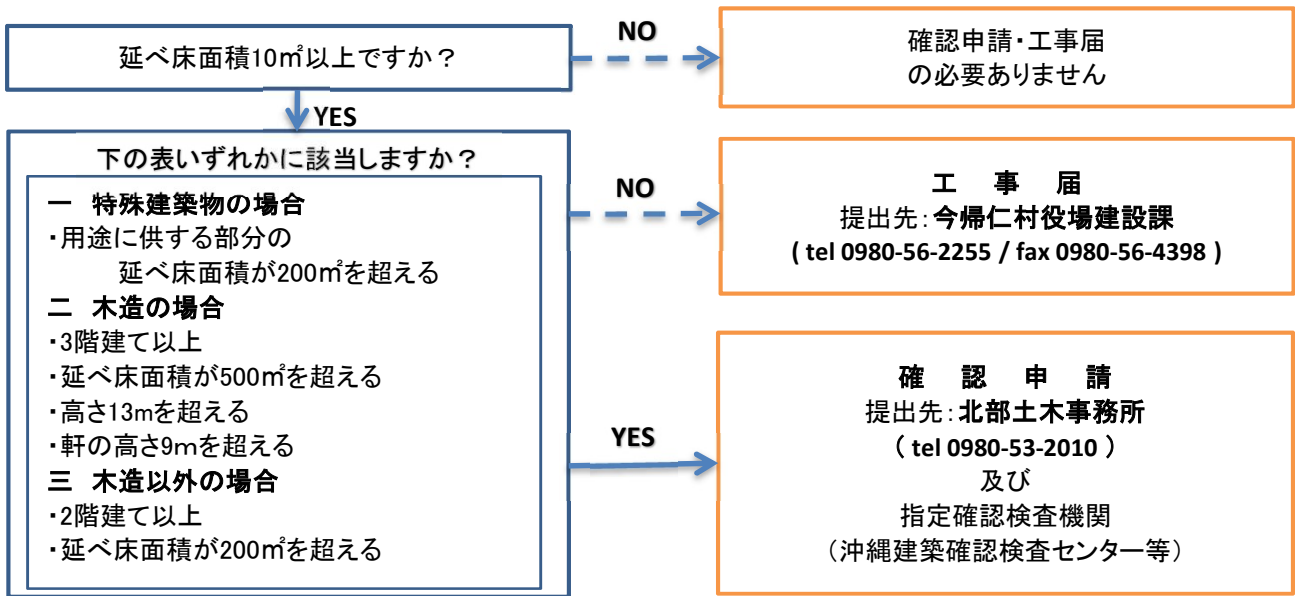 延べ床面積10㎡以上ですか？
NO
確認申請・工事届
の必要ありません
YES
下の表いずれかに該当しますか？
一　特殊建築物の場合
・用途に供する部分の
延べ床面積が200㎡を超える
二　木造の場合
・3階建て以上
・延べ床面積が500㎡を超える
・高さ13mを超える
・軒の高さ9mを超える
三　木造以外の場合
・2階建て以上
・延べ床面積が200㎡を超える
NO
工　事　届
提出先：今帰仁村役場建設課
( tel 0980-56-2255 / fax 0980-56-4398 )
YES
確　認　申　請
提出先：北部土木事務所
（ tel 0980-53-2010 ）
及び
指定確認検査機関
（沖縄建築確認検査センター等）